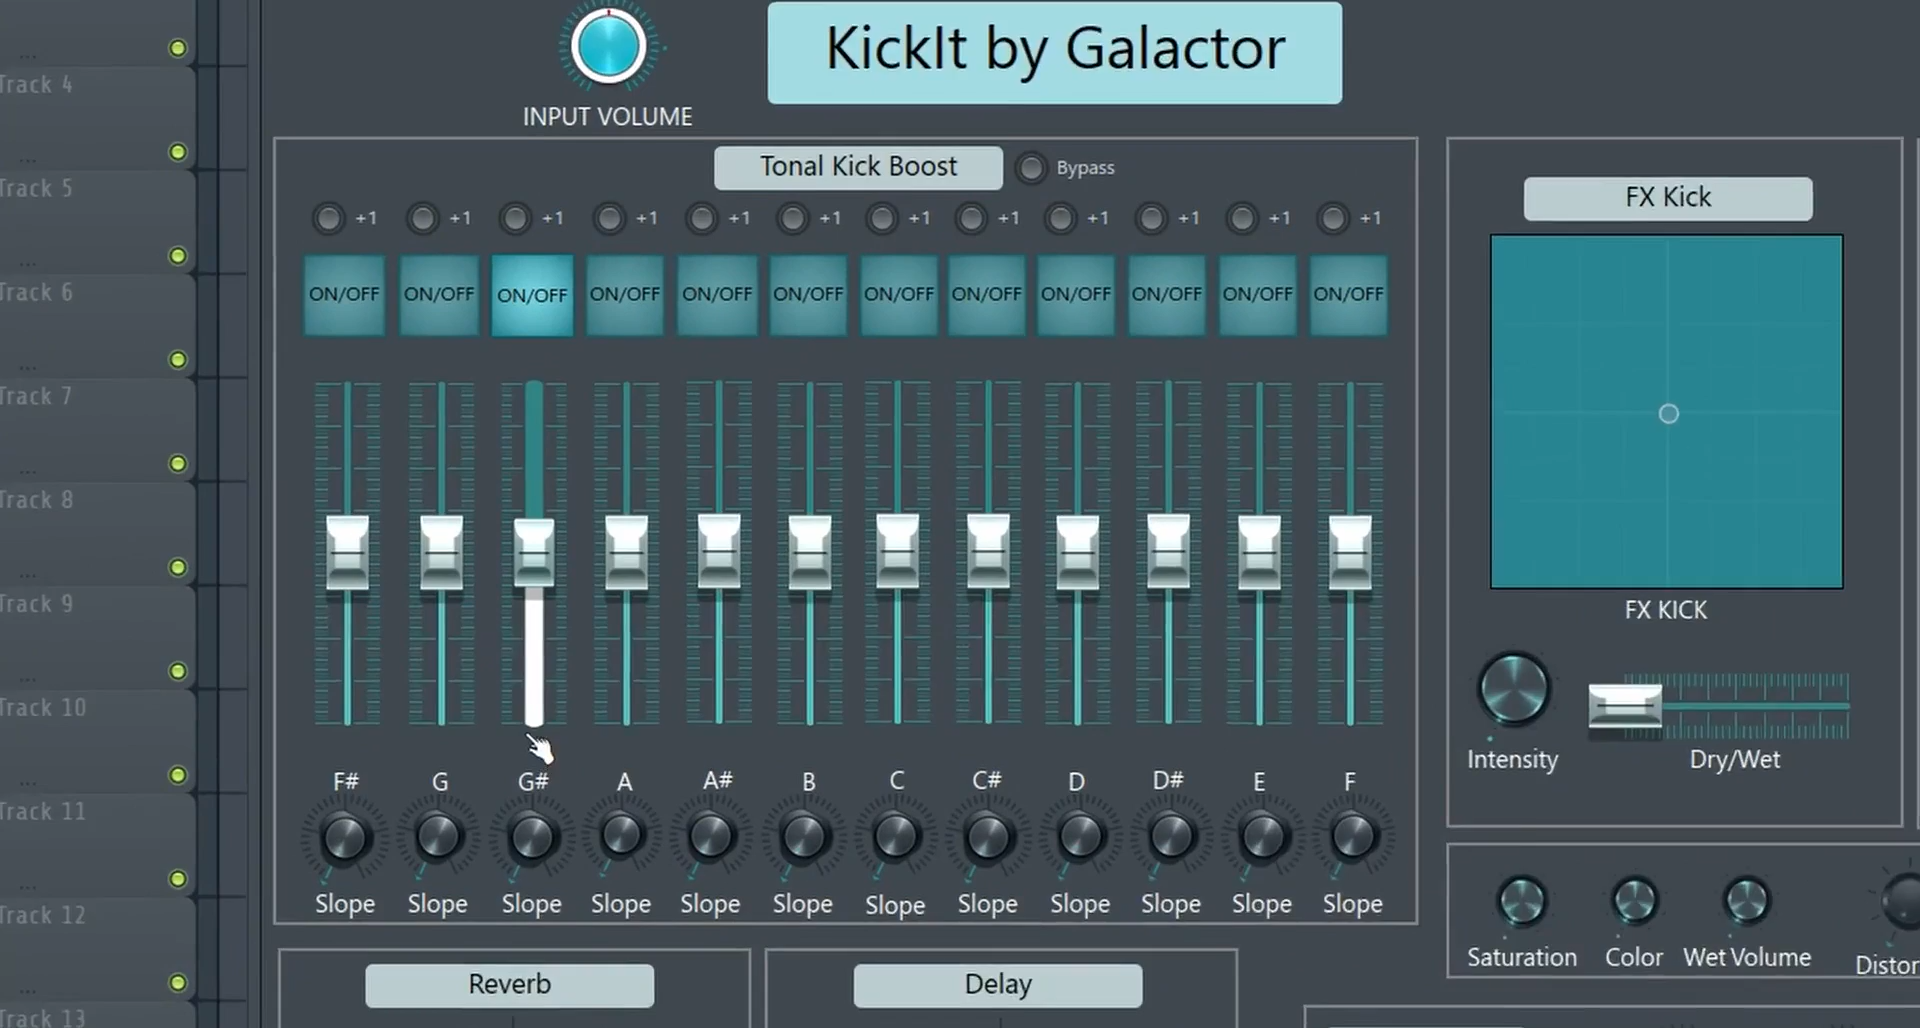 KickIt by Galactor
INPUT VOLUME
Tonal Kick Boost
Bypass
+1 +1 +1 +1 +1 +1 +1 +1 +1 +1 +1 +1
ON/OFF ON/OFF ON/OFF ON/OFF ON/OFF ON/OFF ON/OFF ON/OFF ON/OFF ON/OFF ON/OFF ON/OFF
F# G G# A A# B C C# D D# E F
Slope Slope Slope Slope Slope Slope Slope Slope Slope Slope Slope Slope
FX Kick
FX KICK
Intensity
Dry/Wet
Saturation
Color
Wet Volume
Distor
Reverb
Delay
Track 4
Track 5
Track 6
Track 7
Track 8
Track 9
Track 10
Track 11
Track 12
Track 13